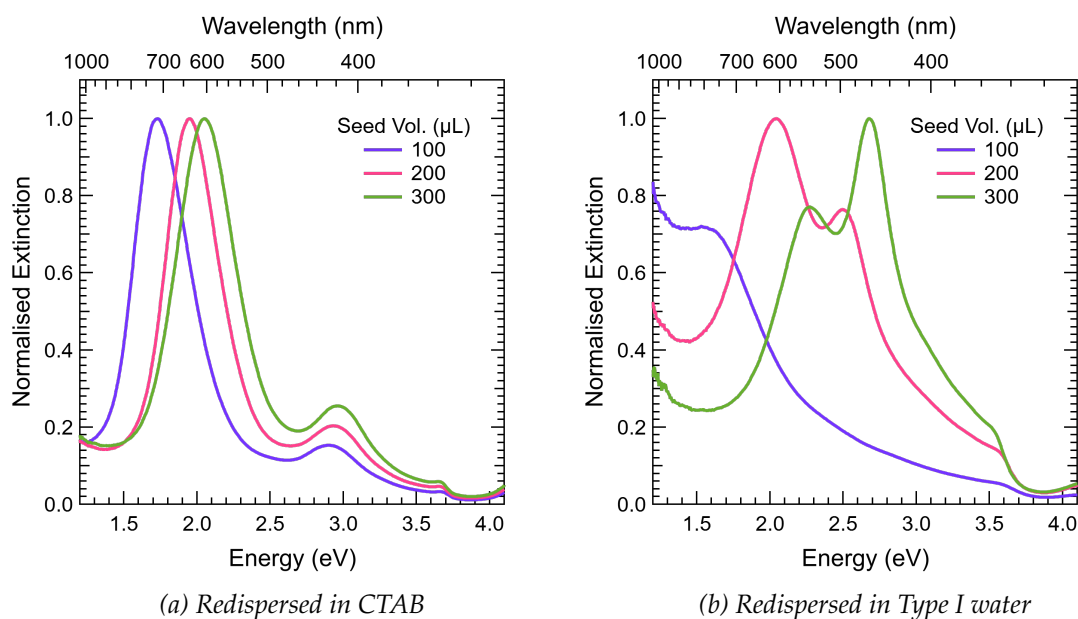 Wavelength (nm)
1000 700 600 500 400
Normalised Extinction
1.0
0.8
0.6
0.4
0.2
0.0
Seed Vol. (µL)
100
200
300
1.5 2.0 2.5 3.0 3.5 4.0
Energy (eV)
(a) Redispersed in CTAB
Wavelength (nm)
1000 700 600 500 400
Normalised Extinction
1.0
0.8
0.6
0.4
0.2
0.0
Seed Vol. (µL)
100
200
300
1.5 2.0 2.5 3.0 3.5 4.0
Energy (eV)
(b) Redispersed in Type I water